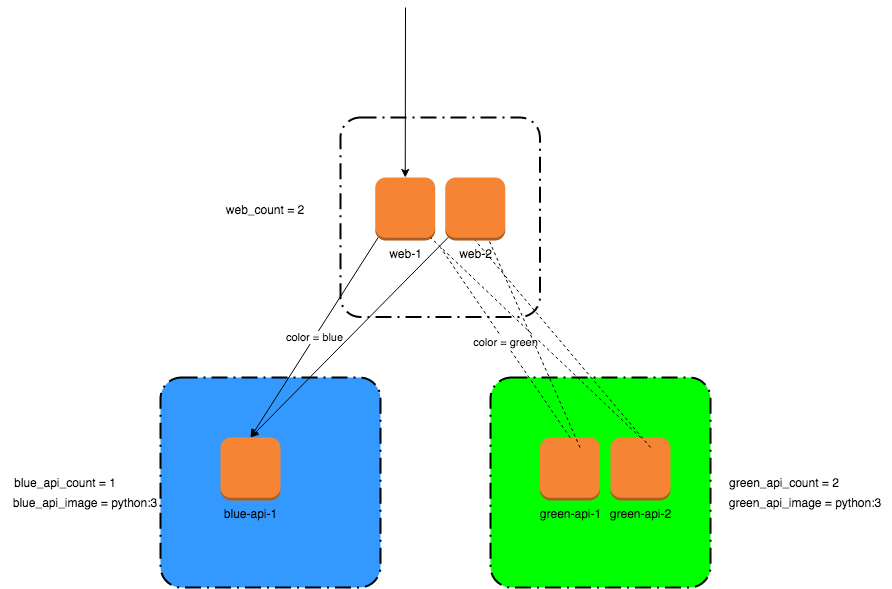 web_count = 2
web-1
web-2
color = blue
color = green
blue_api_count = 1
blue_api_image = python:3
blue-api-1
green-api-1
green-api-2
green_api_count = 2
green_api_image = python:3